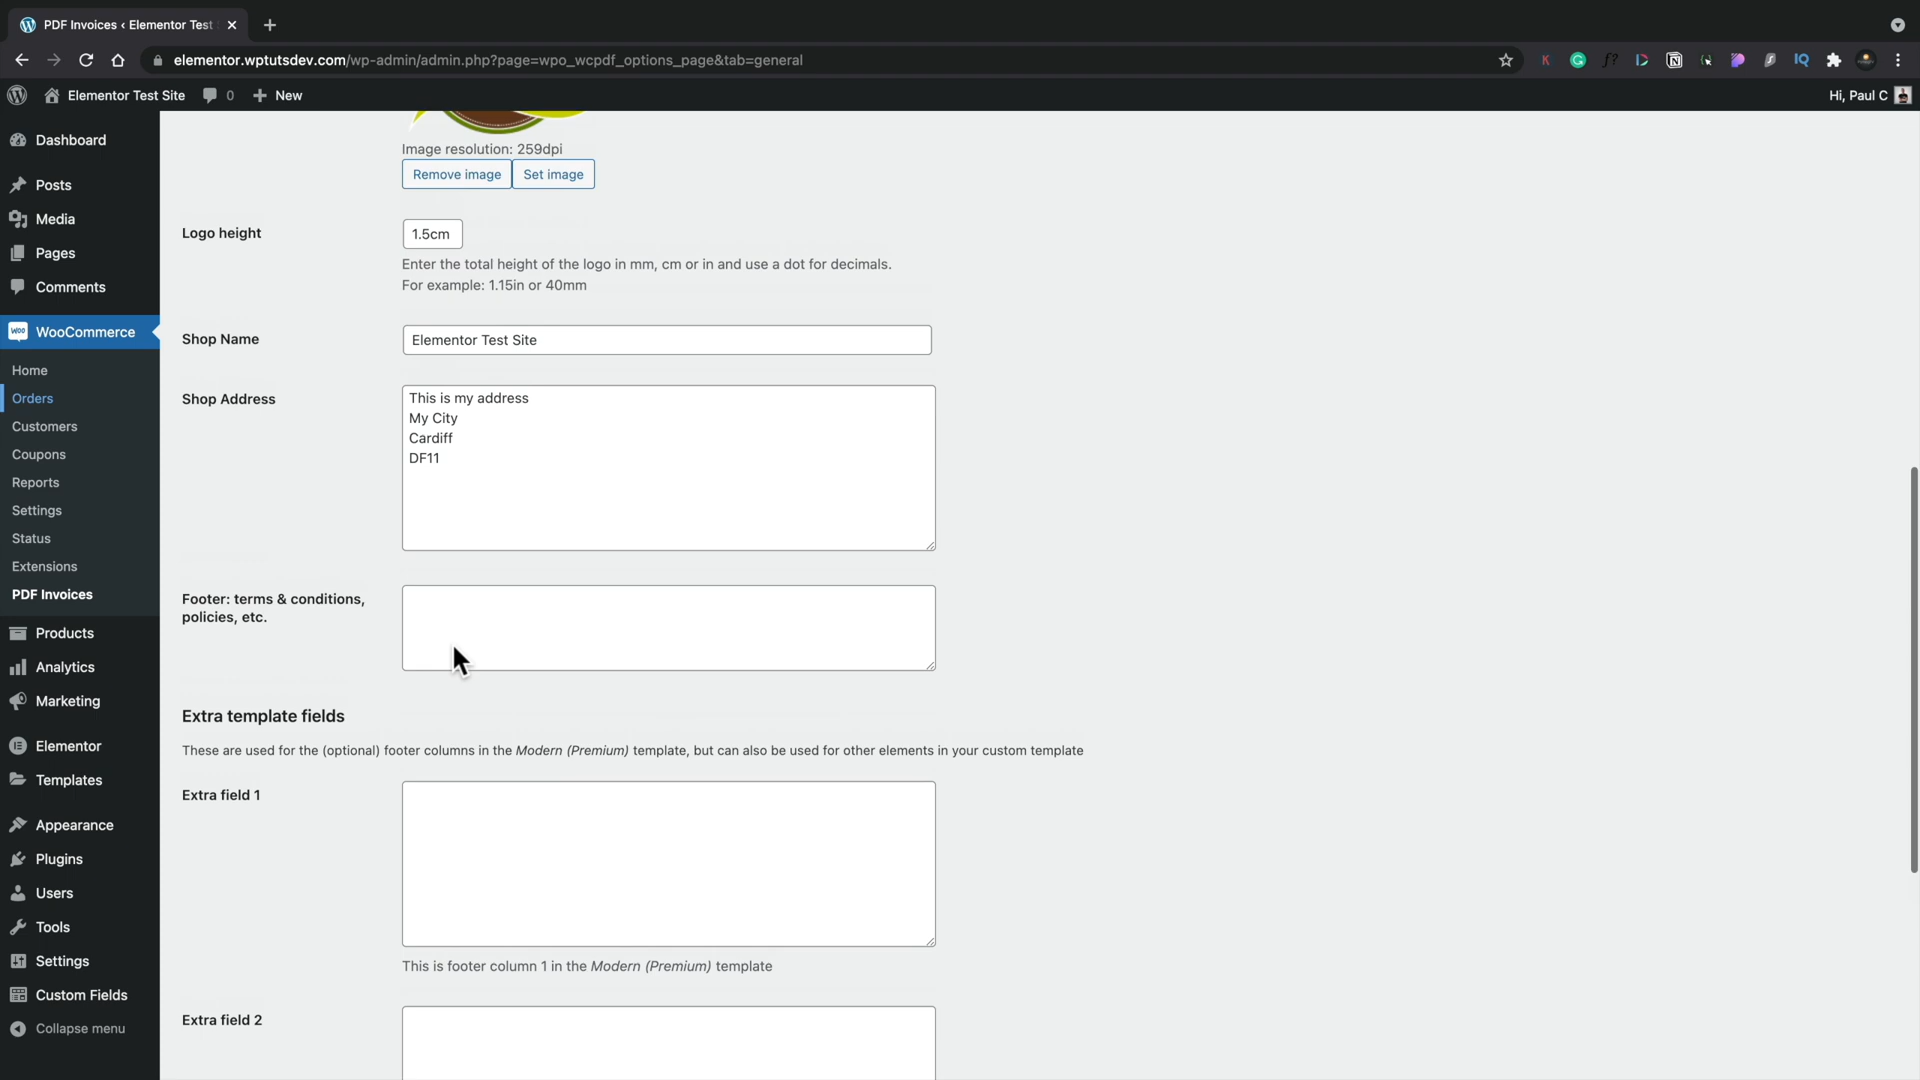 PDF Invoices ‹ Elementor Test
elementor.wptutsdev.com/wp-admin/admin.php?page=wpo_wcpdf_options_page&tab=general
Elementor Test Site
0
New
Hi, Paul C
Dashboard
Posts
Media
Pages
Comments
WooCommerce
Home
Orders
Customers
Coupons
Reports
Settings
Status
Extensions
PDF Invoices
Products
Analytics
Marketing
Elementor
Templates
Appearance
Plugins
Users
Tools
Settings
Custom Fields
Collapse menu
Image resolution: 259dpi
Remove image
Set image
Logo height
1.5cm
Enter the total height of the logo in mm, cm or in and use a dot for decimals.
For example: 1.15in or 40mm
Shop Name
Elementor Test Site
Shop Address
This is my address
My City
Cardiff
DF11
Footer: terms & conditions,
policies, etc.
Extra template fields
These are used for the (optional) footer columns in the Modern (Premium) template, but can also be used for other elements in your custom template
Extra field 1
This is footer column 1 in the Modern (Premium) template
Extra field 2